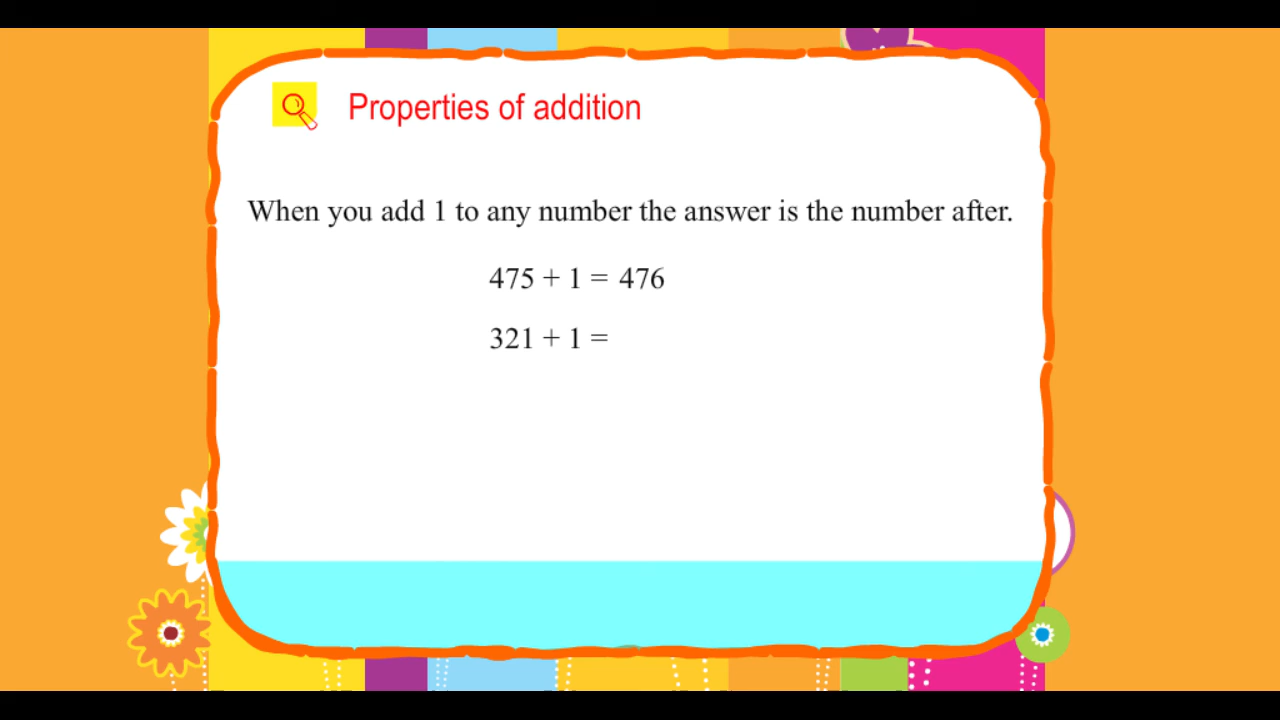 Properties of addition
When you add 1 to any number the answer is the number after.
475 + 1 = 476
321 + 1 =